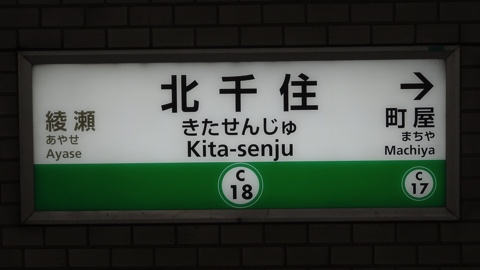 北千住
きたせんじゅ
Kita-senju
綾瀬
あやせ
Ayase
→
町屋
まちや
Machiya
C
18
C
17